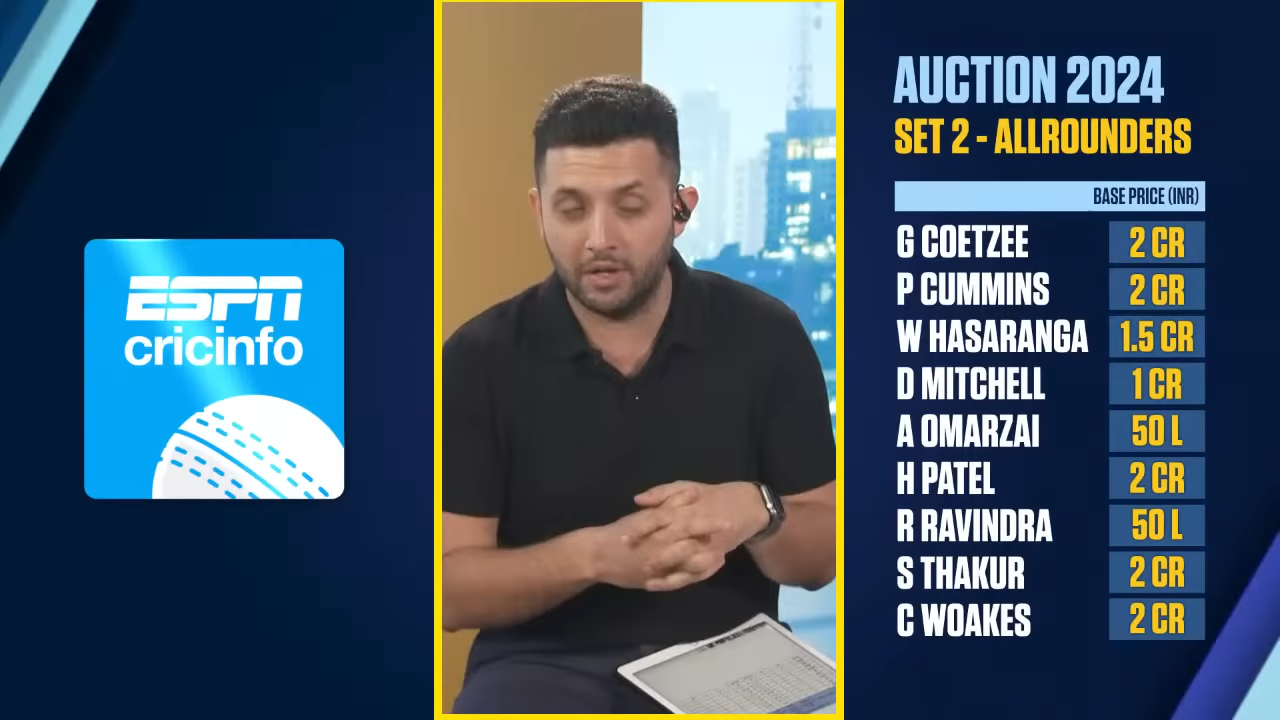 ESPN
cricinfo
AUCTION 2024
SET 2 - ALLROUNDERS
BASE PRICE (INR)
G COETZEE 2 CR
P CUMMINS 2 CR
W HASARANGA 1.5 CR
D MITCHELL 1 CR
A OMARZAI 50 L
H PATEL 2 CR
R RAVINDRA 50 L
S THAKUR 2 CR
C WOAKES 2 CR